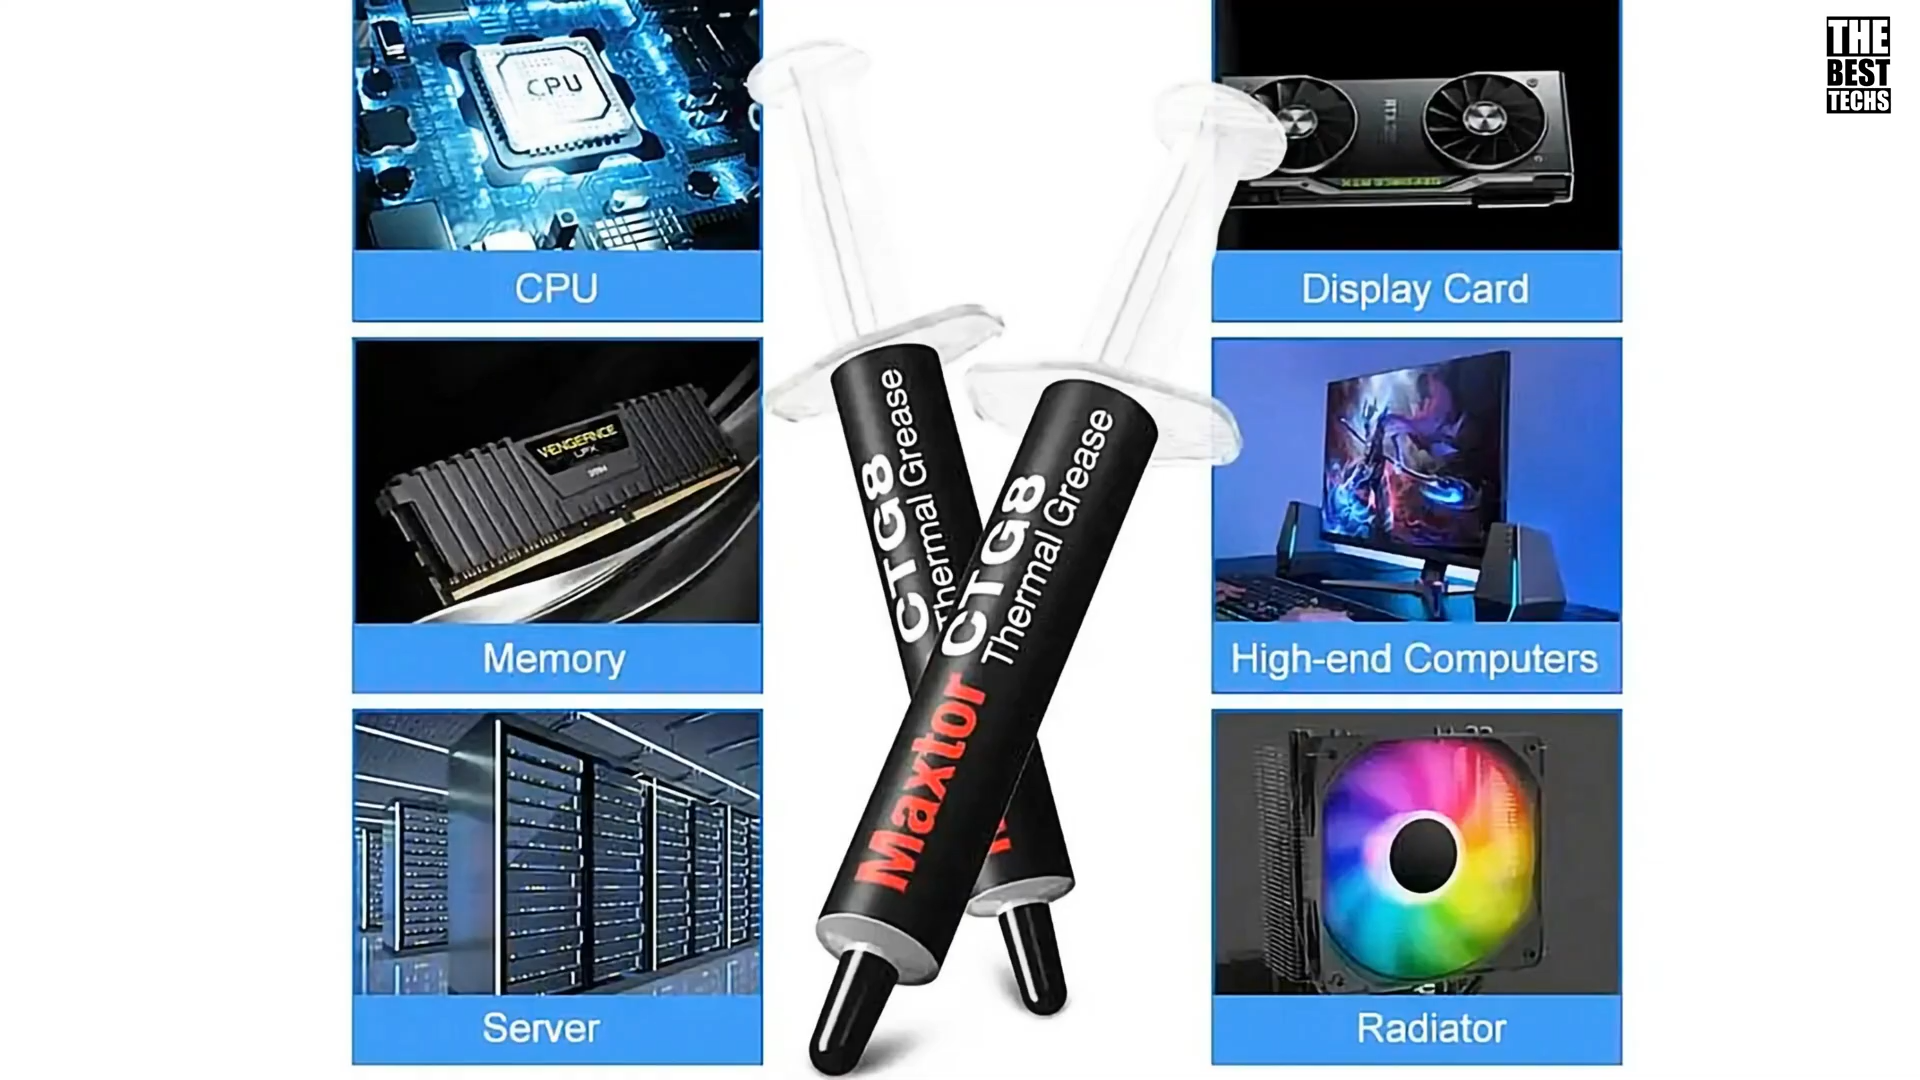 THE
BEST
TECHS
CPU
CPU
Display Card
VENGEANCE
LPX
DDR4
Memory
High-end Computers
Server
Radiator
CTG8
Thermal Grease
Maxtor CTG8
Thermal Grease